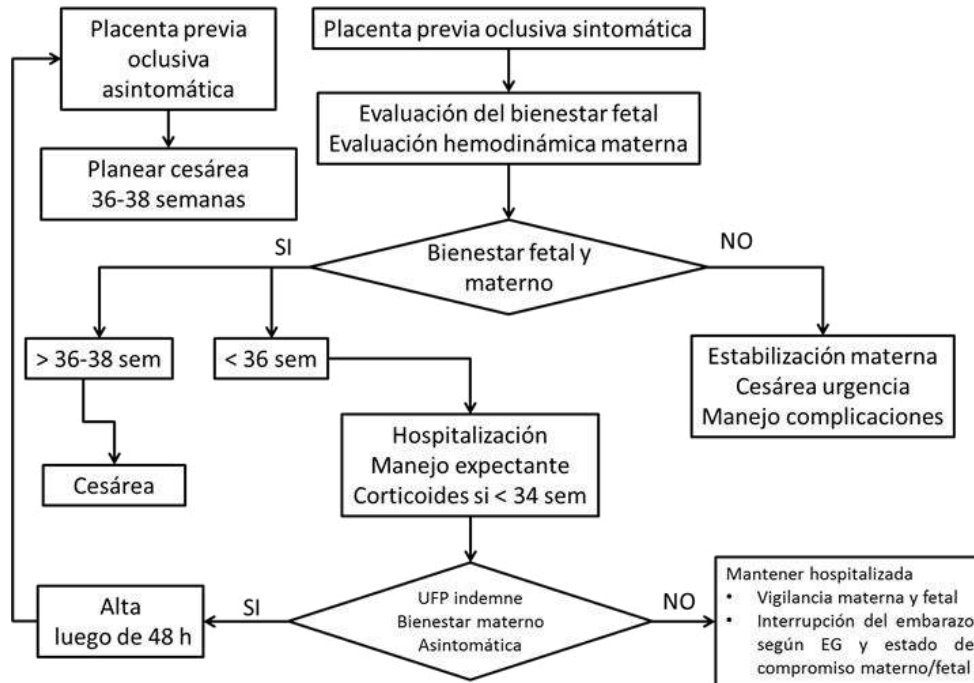 Placenta previa
oclusiva
asintomática
Placenta previa oclusiva sintomática
Evaluación del bienestar fetal
Evaluación hemodinámica materna
Planear cesárea
36-38 semanas
SI
Bienestar fetal y
materno
NO
> 36-38 sem
< 36 sem
Estabilización materna
Cesárea urgencia
Manejo complicaciones
Hospitalización
Manejo expectante
Corticoides si < 34 sem
Cesárea
Alta
luego de 48 h
SI
UFP indemne
Bienestar materno
Asintomática
NO
Mantener hospitalizada
• Vigilancia materna y fetal
• Interrupción del embarazo
según EG y estado de
compromiso materno/fetal